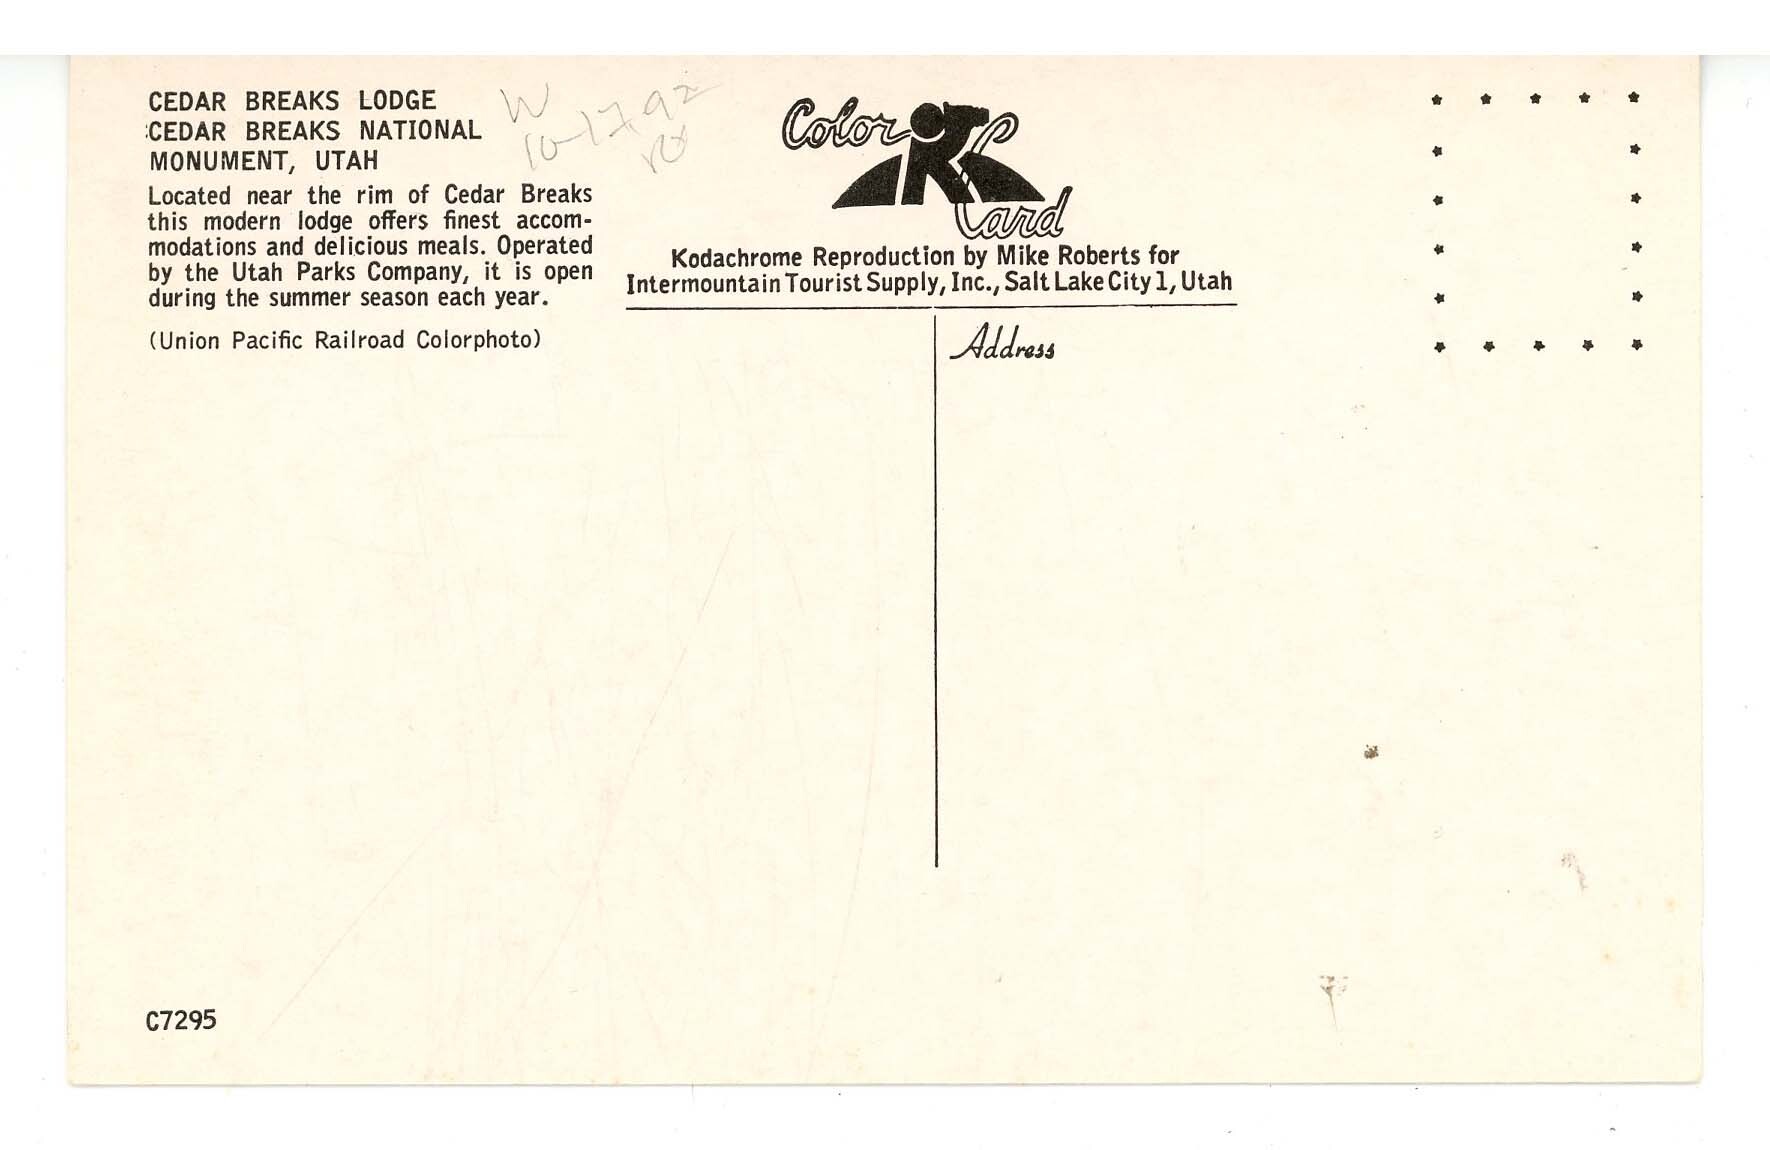 CEDAR BREAKS LODGE
CEDAR BREAKS NATIONAL
MONUMENT, UTAH
Located near the rim of Cedar Breaks
this modern lodge offers finest accom-
modations and delicious meals. Operated
by the Utah Parks Company, it is open
during the summer season each year.
(Union Pacific Railroad Colorphoto)
C7295
W
10-17,92
Color Card
Kodachrome Reproduction by Mike Roberts for
Intermountain Tourist Supply, Inc., Salt Lake City 1, Utah
Address